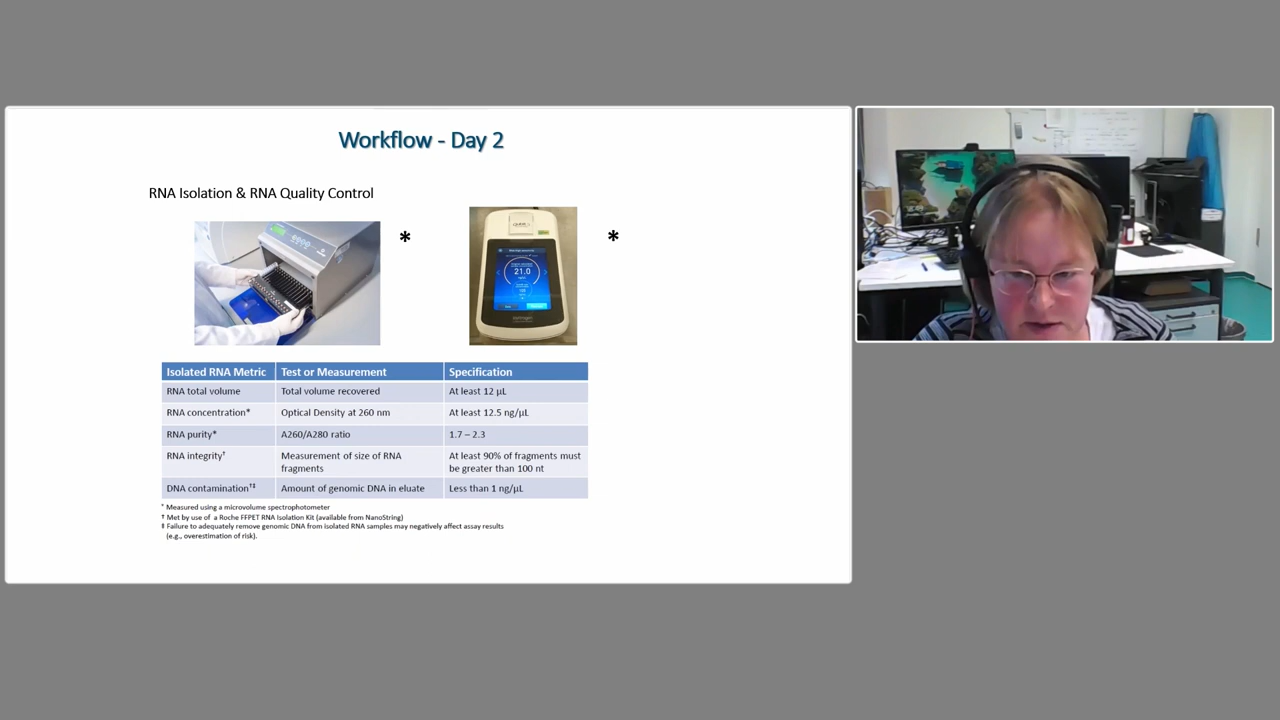 Workflow - Day 2
RNA Isolation & RNA Quality Control
*
*
21.0
Isolated RNA Metric Test or Measurement Specification
RNA total volume Total volume recovered At least 12 µL
RNA concentration* Optical Density at 260 nm At least 12.5 ng/µL
RNA purity* A260/A280 ratio 1.7 – 2.3
RNA integrity† Measurement of size of RNA At least 90% of fragments must
fragments be greater than 100 nt
DNA contamination†‡ Amount of genomic DNA in eluate Less than 1 ng/µL
* Measured using a microvolume spectrophotometer
† Met by use of a Roche FFPET RNA Isolation Kit (available from NanoString)
‡ Failure to adequately remove genomic DNA from isolated RNA samples may negatively affect assay results
(e.g., overestimation of risk).